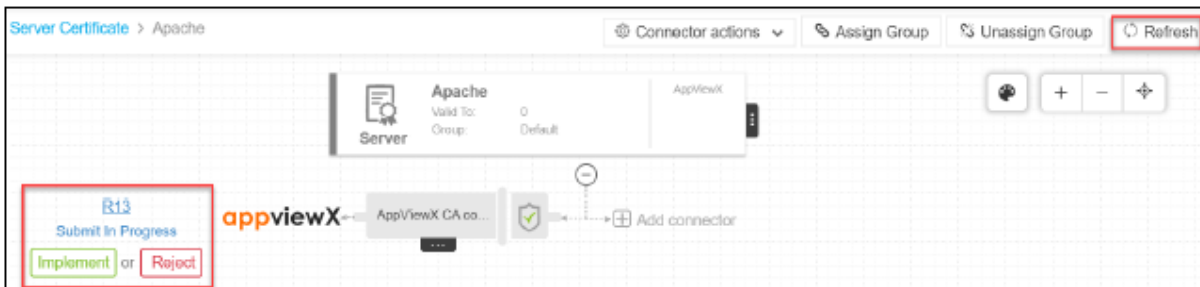 Server Certificate > Apache
Connector actions
Assign Group
Unassign Group
Refresh
Apache
AppViewX
Valid To: 0
Group: Default
Server
R13
Submit In Progress
Implement or Reject
appviewX
AppViewX CA co...
Add connector